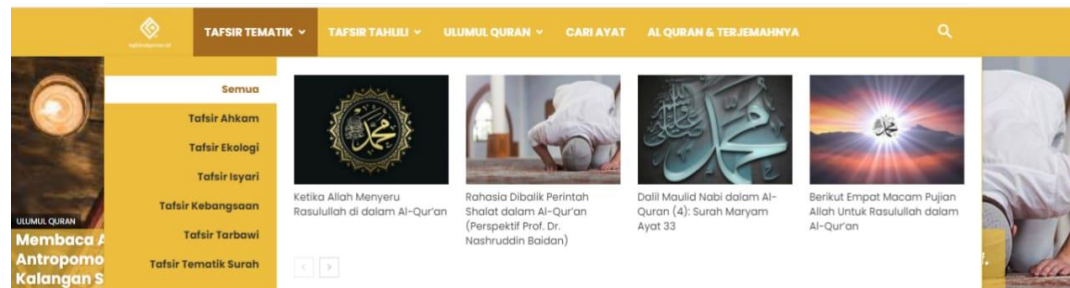 TAFSIR TEMATIK
TAFSIR TAHLILI
ULUMUL QURAN
CARI AYAT
AL QURAN & TERJEMAHNYA
Semua
Tafsir Ahkam
Tafsir Ekologi
Tafsir Isyari
Tafsir Kebangsaan
Tafsir Tarbawi
Tafsir Tematik Surah
Ketika Allah Menyeru
Rasulullah di dalam Al-Qur'an
Rahasia Dibalik Perintah
Shalat dalam Al-Qur'an
(Perspektif Prof. Dr.
Nashruddin Baidan)
Dalil Maulid Nabi dalam Al-
Quran (4): Surah Maryam
Ayat 33
Berikut Empat Macam Pujian
Allah Untuk Rasulullah dalam
Al-Qur'an
ULUMUL QURAN
Membaca A
Antropomo
Kalangan S